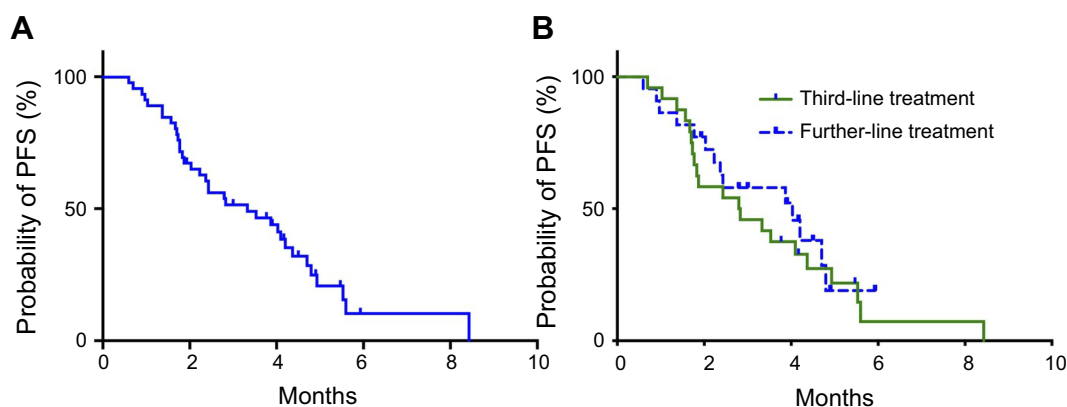 A
Probability of PFS (%)
100
50
0
0 2 4 6 8 10
Months
B
Probability of PFS (%)
100
50
0
0 2 4 6 8 10
Months
Third-line treatment
Further-line treatment